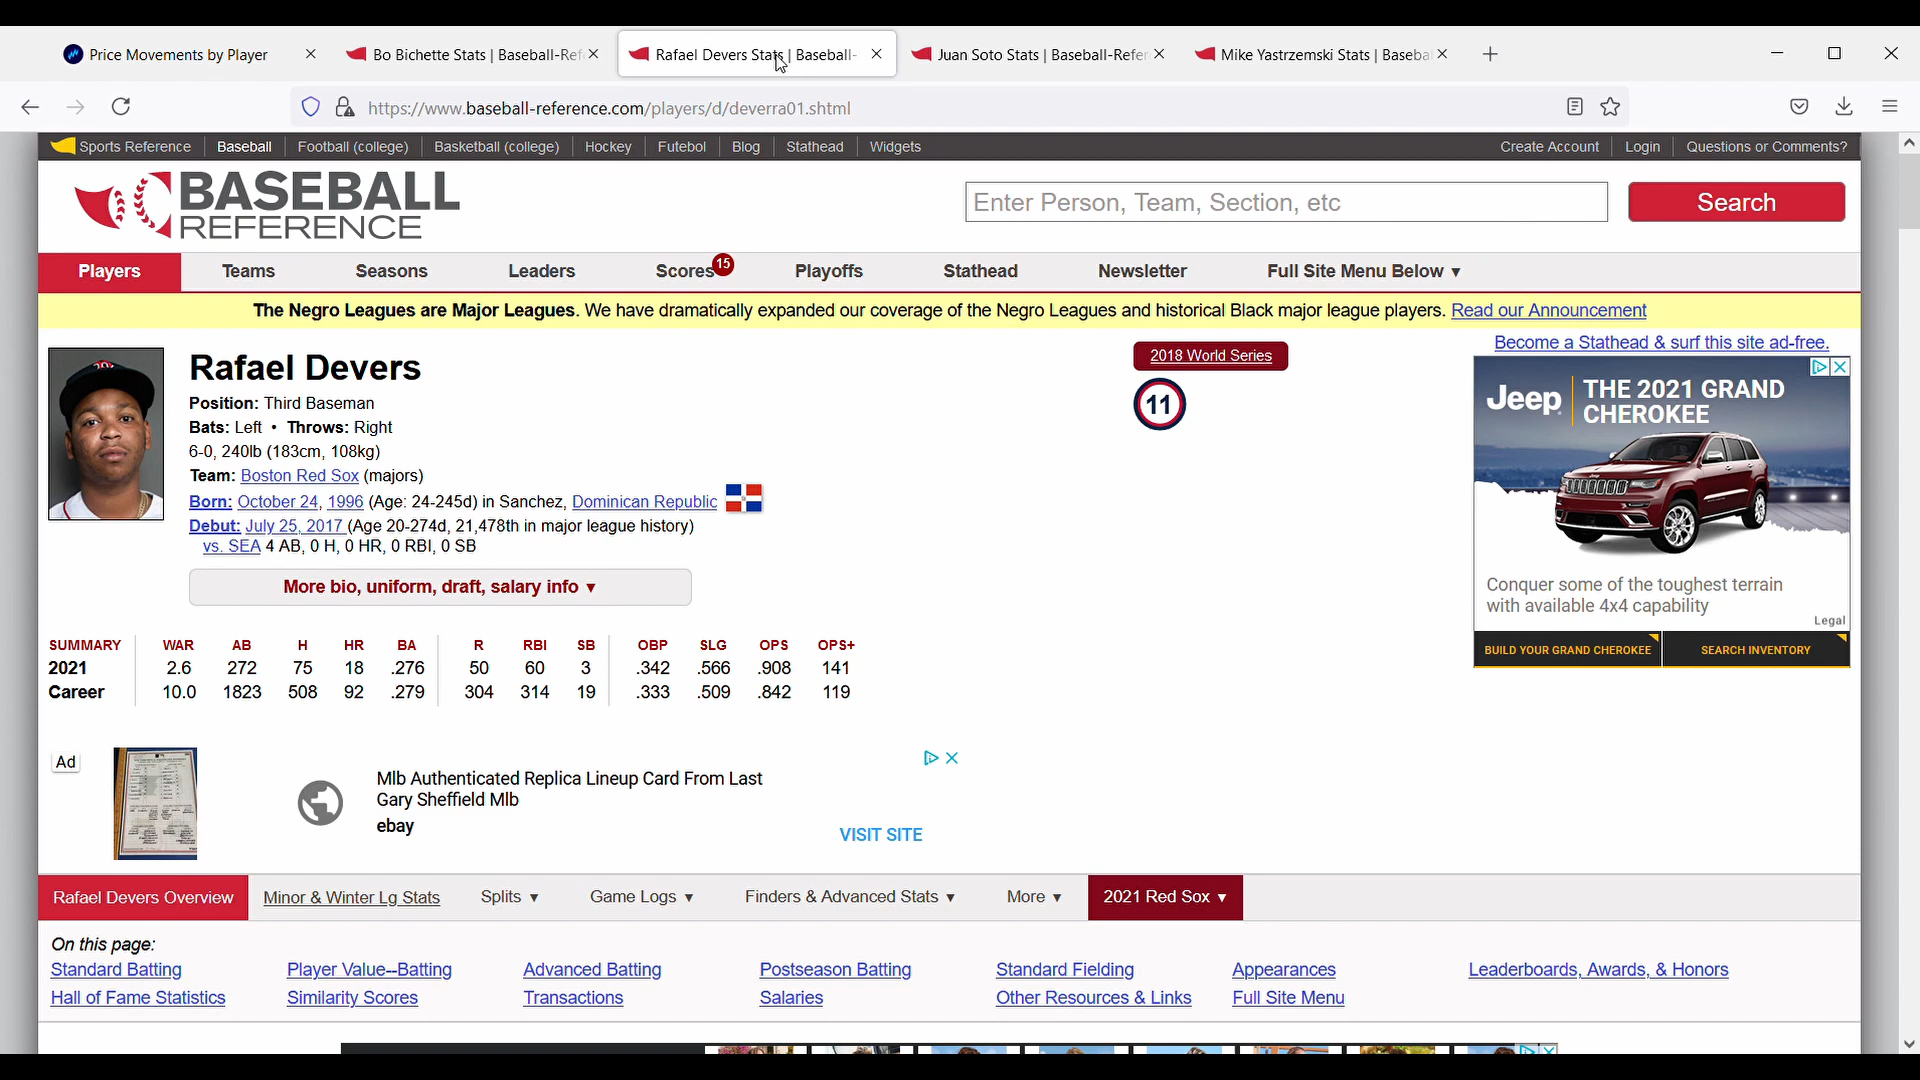 Price Movements by Player
Bo Bichette Stats | Baseball-Ref
Rafael Devers Stats | Baseball-
Juan Soto Stats | Baseball-Refer
Mike Yastrzemski Stats | Baseba
https://www.baseball-reference.com/players/d/deverra01.shtml
Sports Reference Baseball Football (college) Basketball (college) Hockey Futebol Blog Stathead Widgets Create Account Login Questions or Comments?
BASEBALL
REFERENCE
Enter Person, Team, Section, etc
Search
Players Teams Seasons Leaders Scores 15 Playoffs Stathead Newsletter Full Site Menu Below ▼
The Negro Leagues are Major Leagues. We have dramatically expanded our coverage of the Negro Leagues and historical Black major league players. Read our Announcement
Become a Stathead & surf this site ad-free.
Rafael Devers
Position: Third Baseman
Bats: Left • Throws: Right
6-0, 240lb (183cm, 108kg)
Team: Boston Red Sox (majors)
Born: October 24, 1996 (Age: 24-245d) in Sanchez, Dominican Republic
Debut: July 25, 2017 (Age 20-274d, 21,478th in major league history)
vs. SEA 4 AB, 0 H, 0 HR, 0 RBI, 0 SB
More bio, uniform, draft, salary info ▼
2018 World Series
11
Jeep
THE 2021 GRAND
CHEROKEE
Conquer some of the toughest terrain
with available 4x4 capability
Legal
BUILD YOUR GRAND CHEROKEE
SEARCH INVENTORY
SUMMARY WAR AB H HR BA R RBI SB OBP SLG OPS OPS+
2021 2.6 272 75 18 .276 50 60 3 .342 .566 .908 141
Career 10.0 1823 508 92 .279 304 314 19 .333 .509 .842 119
Ad
Mlb Authenticated Replica Lineup Card From Last
Gary Sheffield Mlb
ebay
VISIT SITE
Rafael Devers Overview Minor & Winter Lg Stats Splits ▼ Game Logs ▼ Finders & Advanced Stats ▼ More ▼ 2021 Red Sox ▼
On this page:
Standard Batting Player Value--Batting Advanced Batting Postseason Batting Standard Fielding Appearances Leaderboards, Awards, & Honors
Hall of Fame Statistics Similarity Scores Transactions Salaries Other Resources & Links Full Site Menu